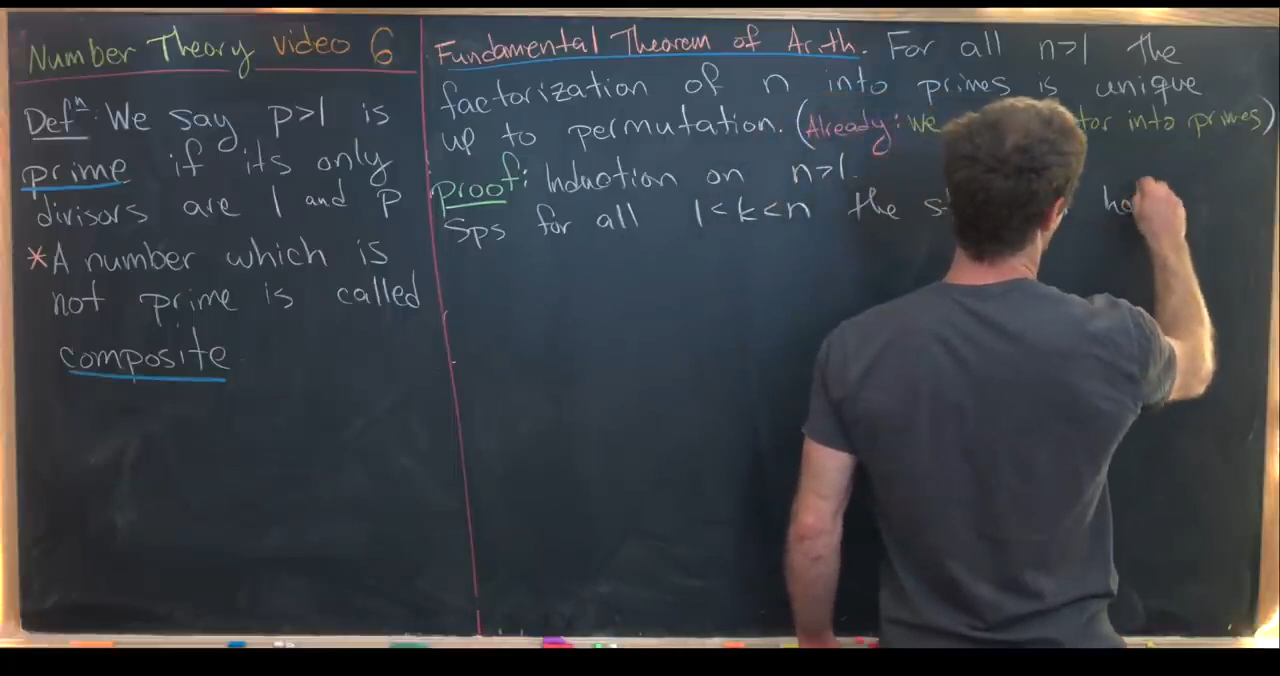 Number Theory video 6
Defⁿ: We say p>1 is
prime if its only
divisors are 1 and p
*A number which is
not prime is called
composite
Fundamental Theorem of Arith. For all n>1 the
factorization of n into primes is unique
up to permutation. (Already: we into primes)
proof: Induction on n>1.
Sps for all 1<k<n the